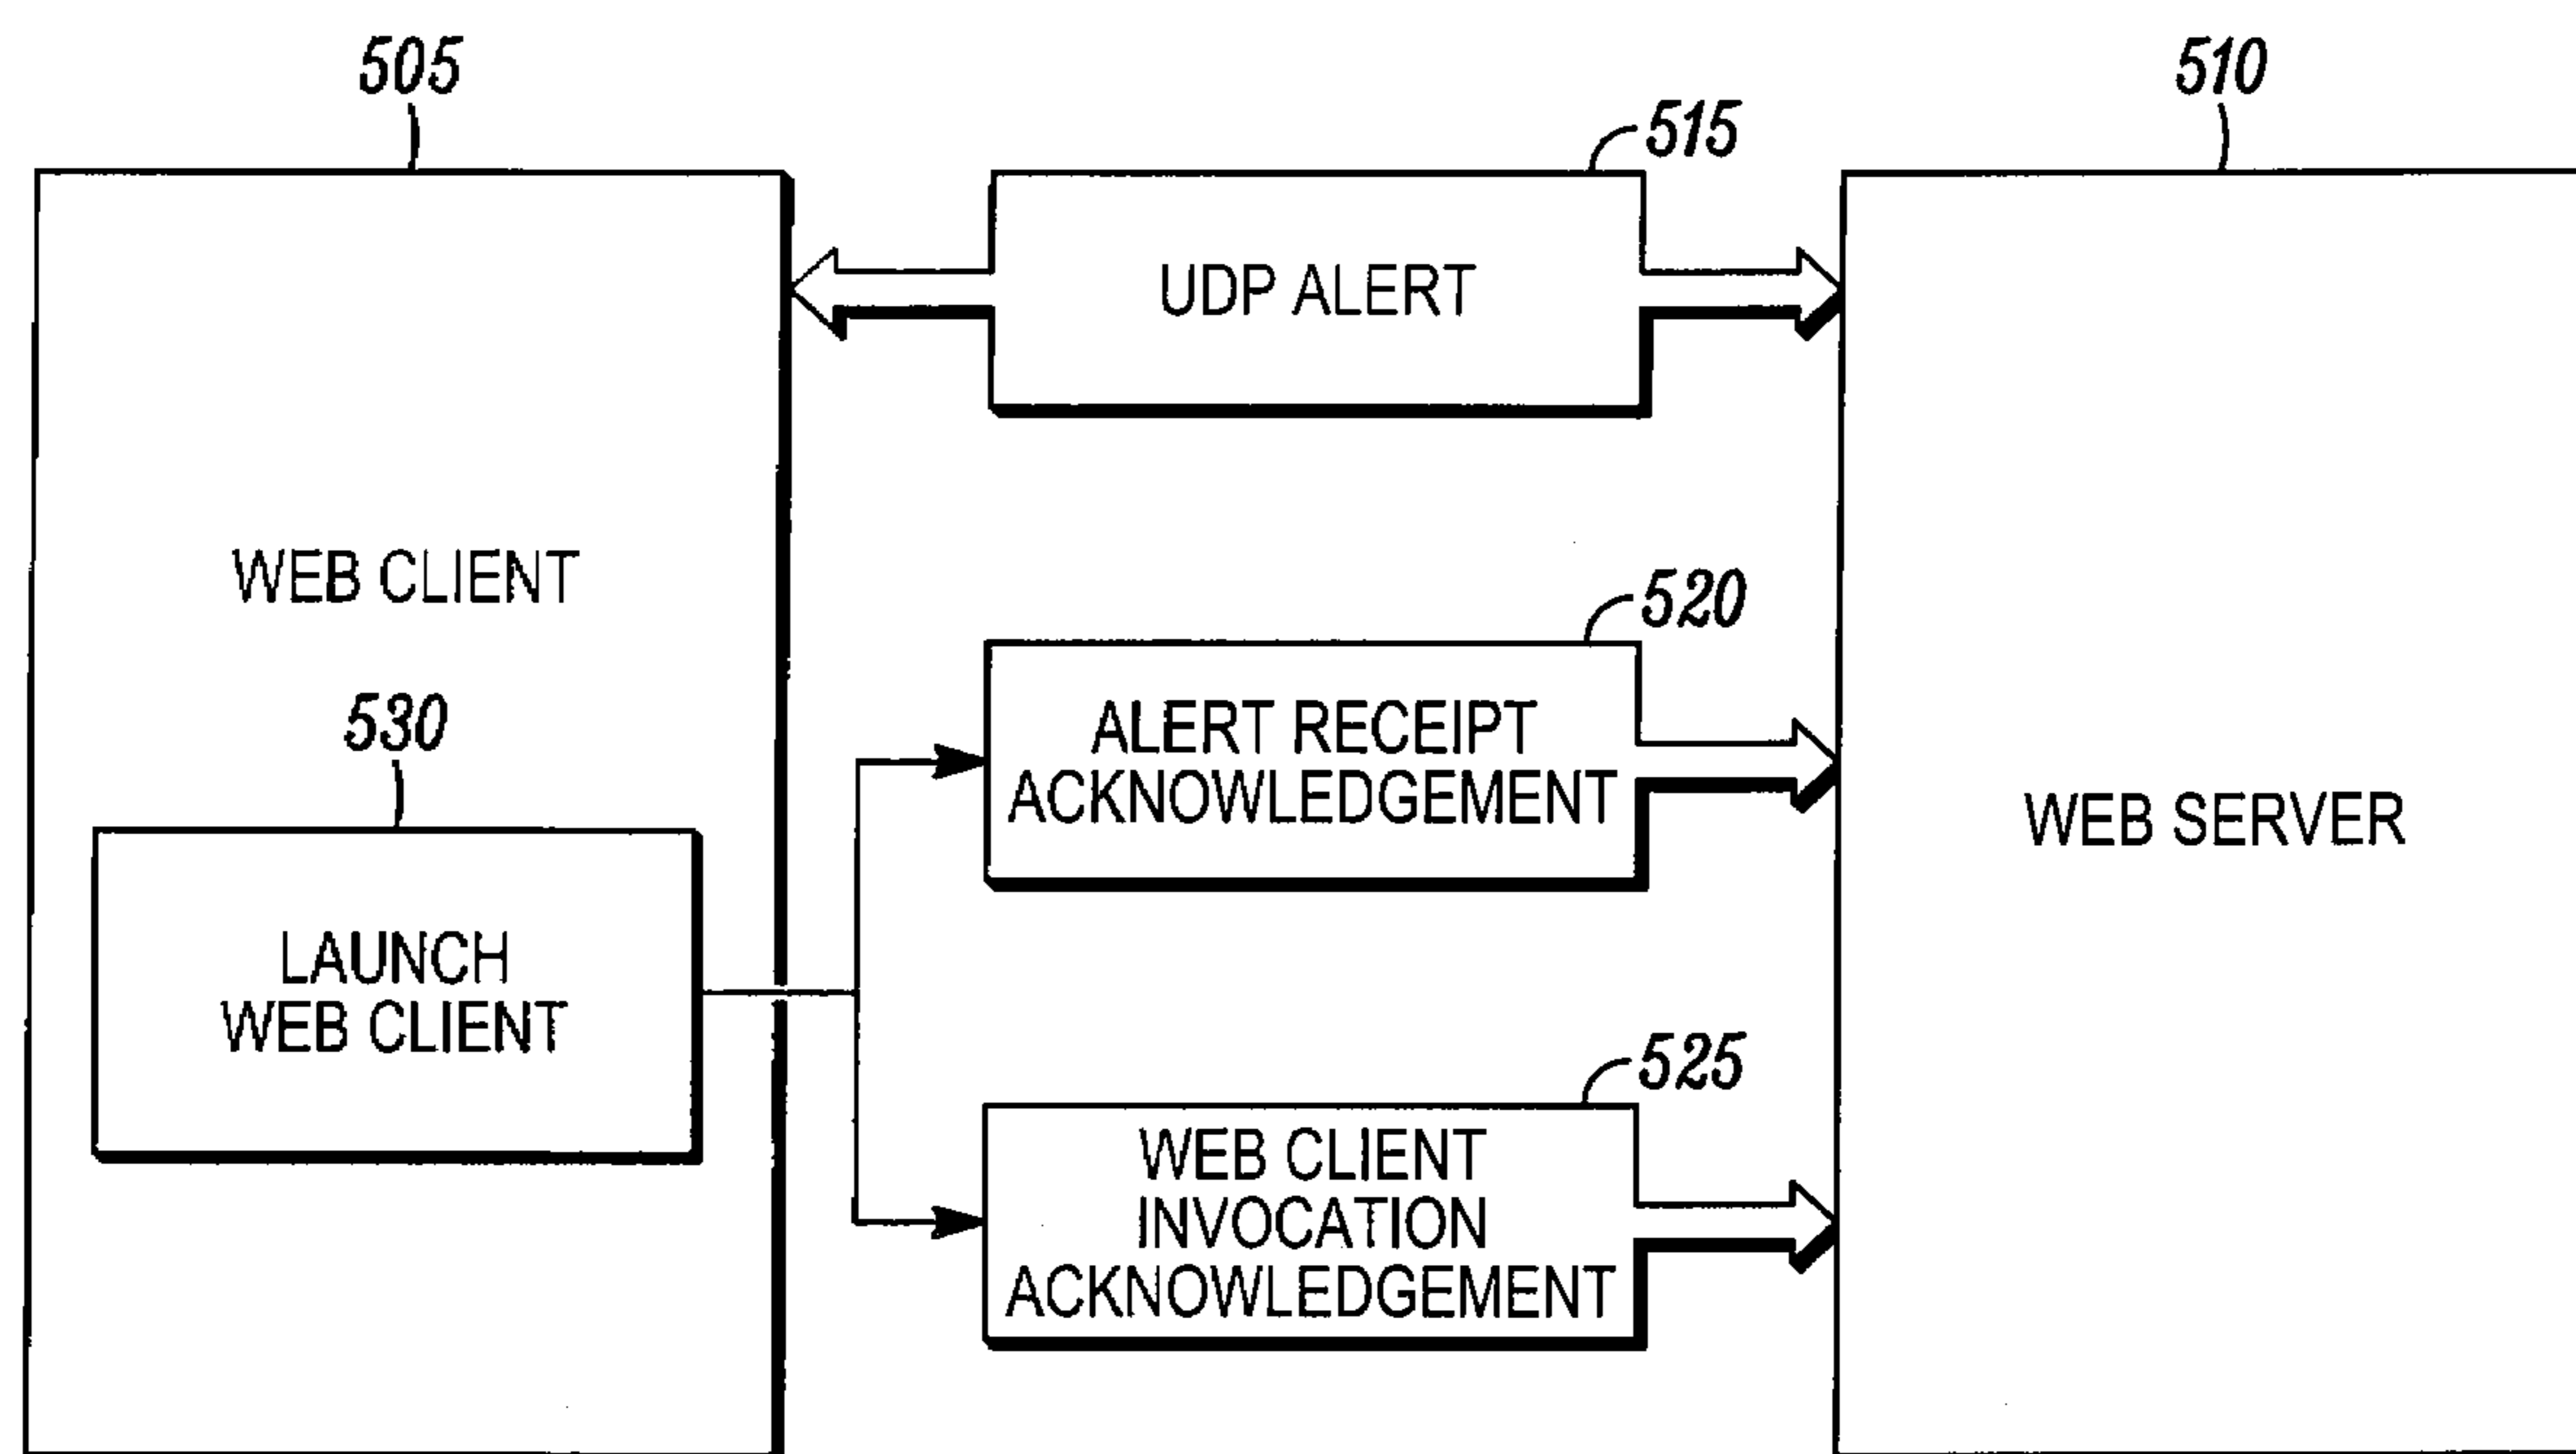 505
510
515
UDP ALERT
WEB CLIENT
520
530
ALERT RECEIPT
ACKNOWLEDGEMENT
WEB SERVER
LAUNCH
WEB CLIENT
525
WEB CLIENT
INVOCATION
ACKNOWLEDGEMENT